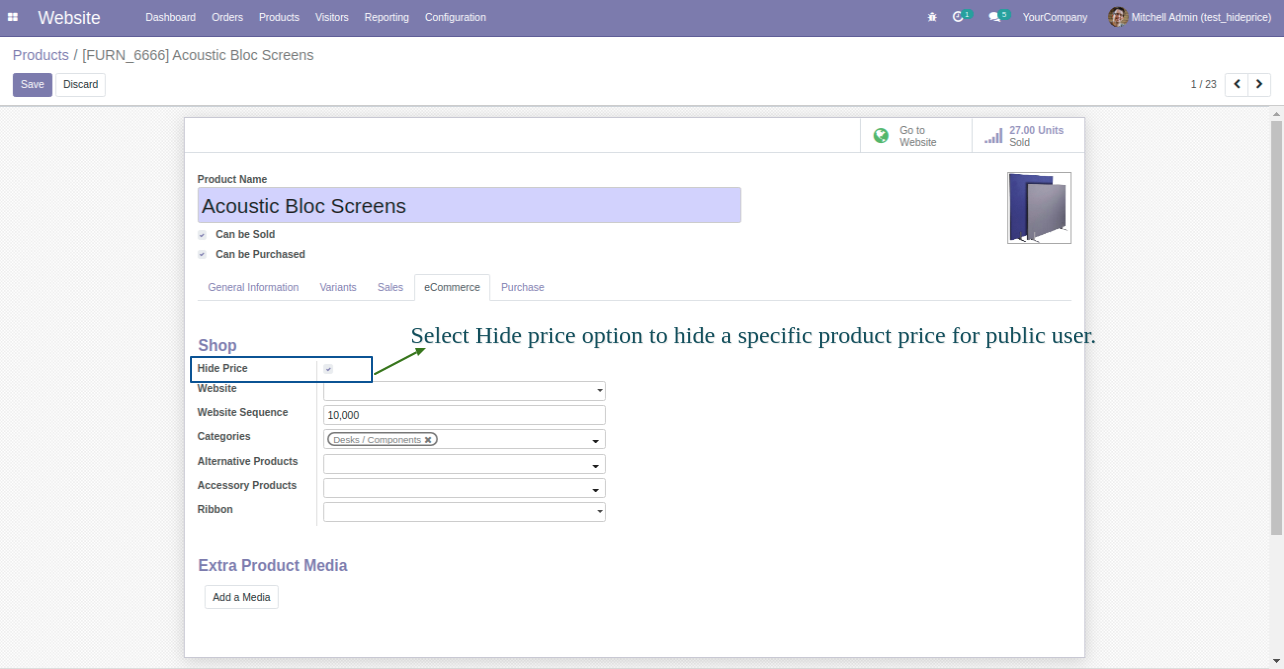 Website Dashboard Orders Products Visitors Reporting Configuration 1 5 YourCompany Mitchell Admin (test_hideprice)
Products / [FURN_6666] Acoustic Bloc Screens
Save Discard 1 / 23
Go to Website 27.00 Units Sold
Product Name
Acoustic Bloc Screens
Can be Sold
Can be Purchased
General Information Variants Sales eCommerce Purchase
Select Hide price option to hide a specific product price for public user.
Shop
Hide Price
Website
Website Sequence 10,000
Categories Desks / Components ✖
Alternative Products
Accessory Products
Ribbon
Extra Product Media
Add a Media